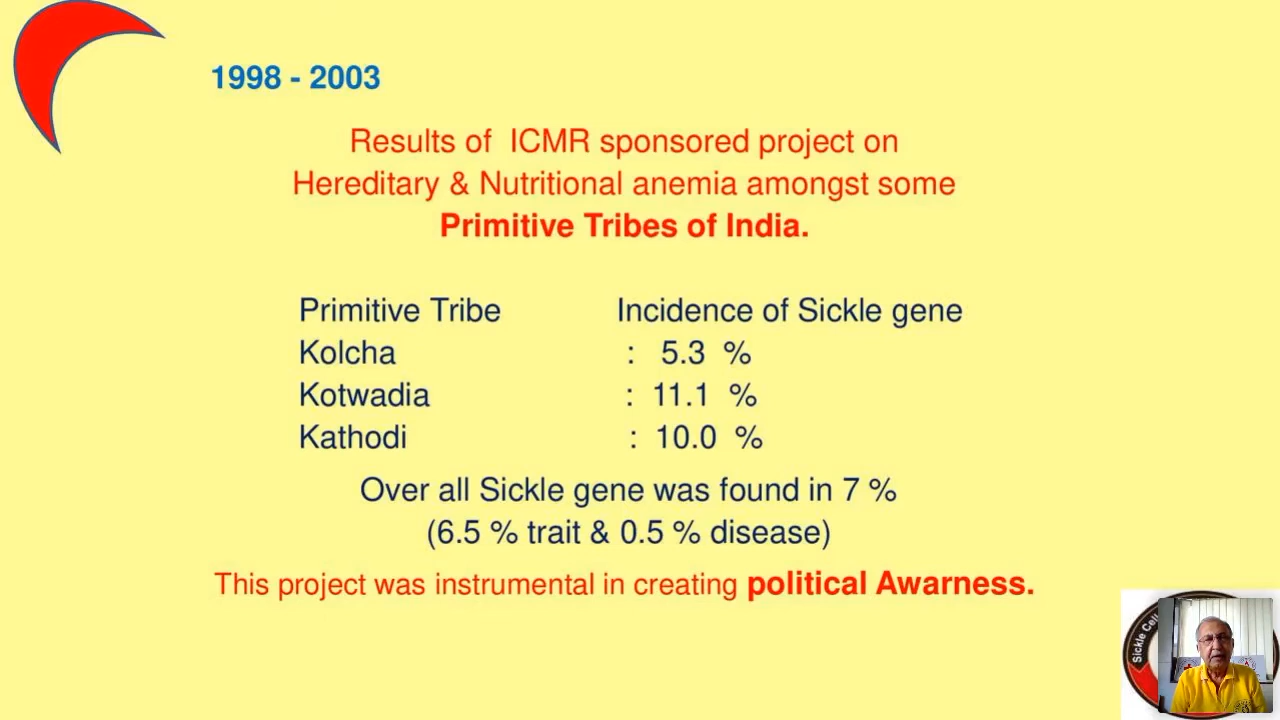 1998 - 2003
Results of ICMR sponsored project on
Hereditary & Nutritional anemia amongst some
Primitive Tribes of India.
Primitive Tribe Incidence of Sickle gene
Kolcha : 5.3 %
Kotwadia : 11.1 %
Kathodi : 10.0 %
Over all Sickle gene was found in 7 %
(6.5 % trait & 0.5 % disease)
This project was instrumental in creating political Awarness.
Sickle Cell